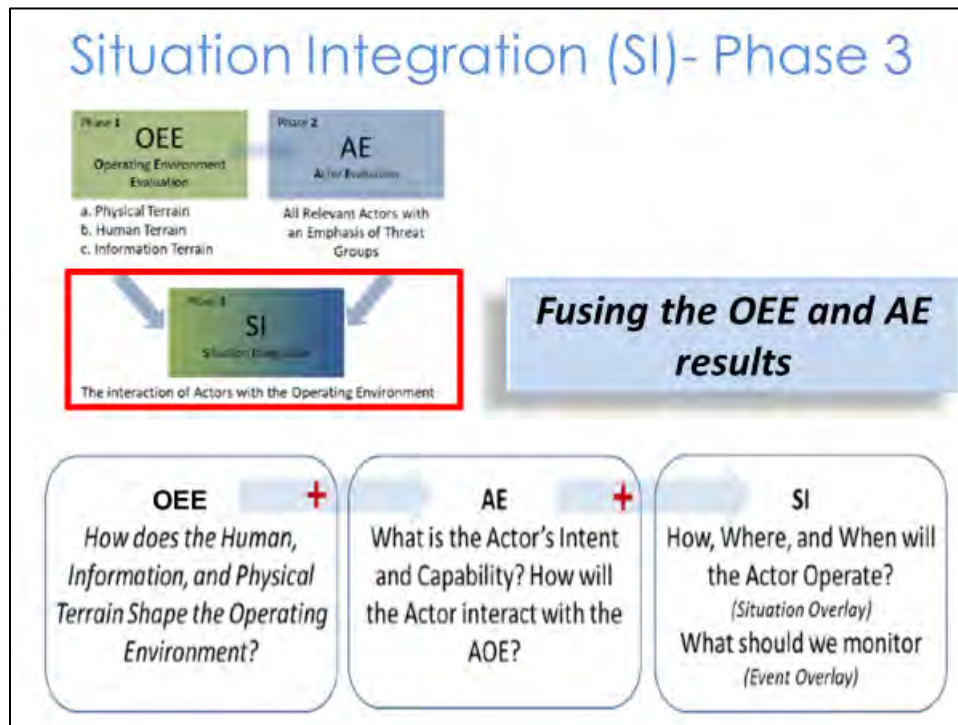 Situation Integration (SI)- Phase 3
Phase 1
OEE
Operating Environment
Evaluation
a. Physical Terrain
b. Human Terrain
c. Information Terrain
Phase 2
AE
Actor Evaluation
All Relevant Actors with
an Emphasis of Threat
Groups
Phase 3
SI
Situation Integration
The interaction of Actors with the Operating Environment
Fusing the OEE and AE
results
OEE
How does the Human,
Information, and Physical
Terrain Shape the Operating
Environment?
+
AE
What is the Actor's Intent
and Capability? How will
the Actor interact with the
AOE?
+
SI
How, Where, and When will
the Actor Operate?
(Situation Overlay)
What should we monitor
(Event Overlay)